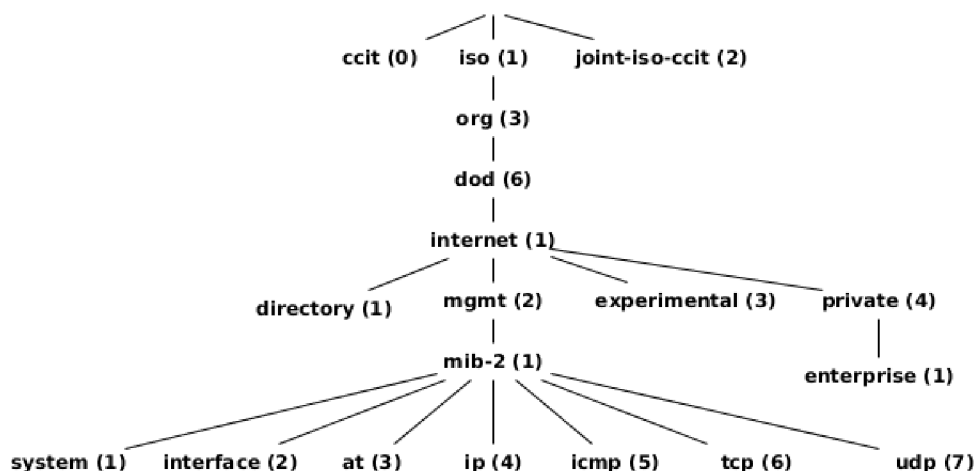 ccit (0) iso (1) joint-iso-ccit (2)
org (3)
dod (6)
internet (1)
directory (1) mgmt (2) experimental (3) private (4)
mib-2 (1)
enterprise (1)
system (1) interface (2) at (3) ip (4) icmp (5) tcp (6) udp (7)